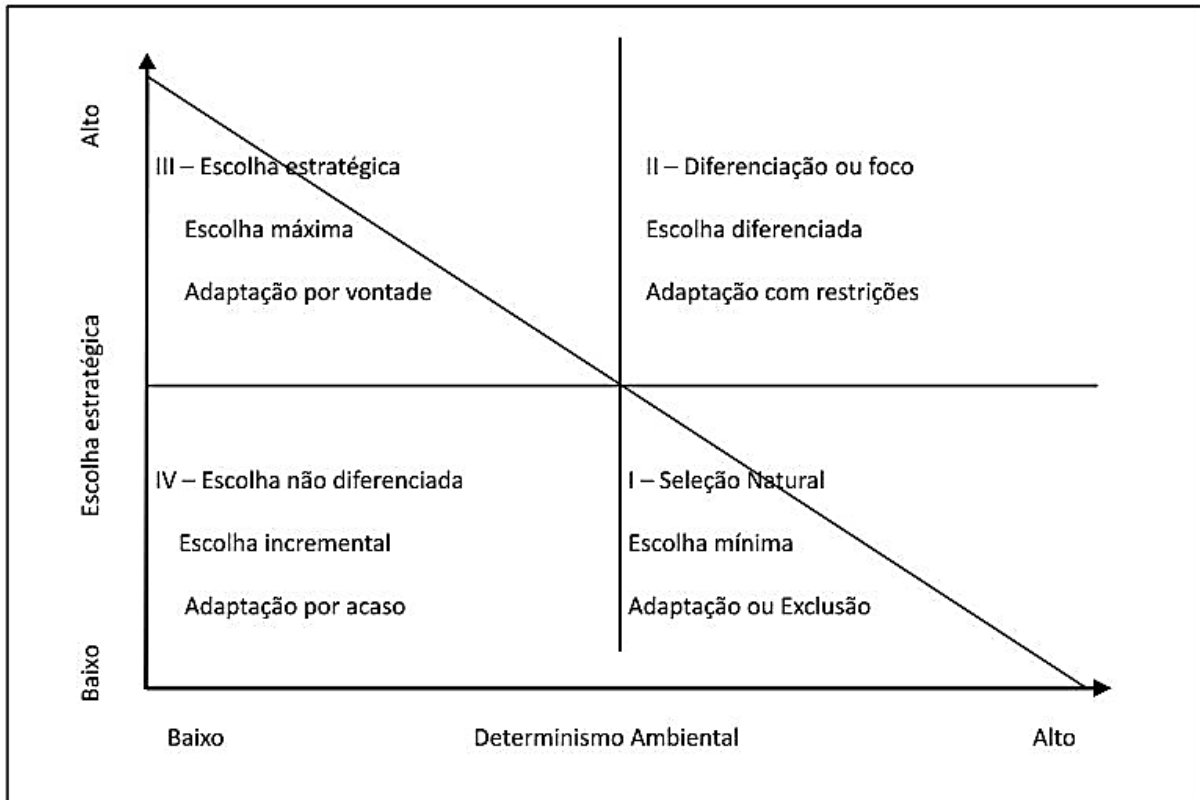 Alto
III – Escolha estratégica
Escolha máxima
Adaptação por vontade
II – Diferenciação ou foco
Escolha diferenciada
Adaptação com restrições
Escolha estratégica
IV – Escolha não diferenciada
Escolha incremental
Adaptação por acaso
I – Seleção Natural
Escolha mínima
Adaptação ou Exclusão
Baixo
Baixo
Determinismo Ambiental
Alto